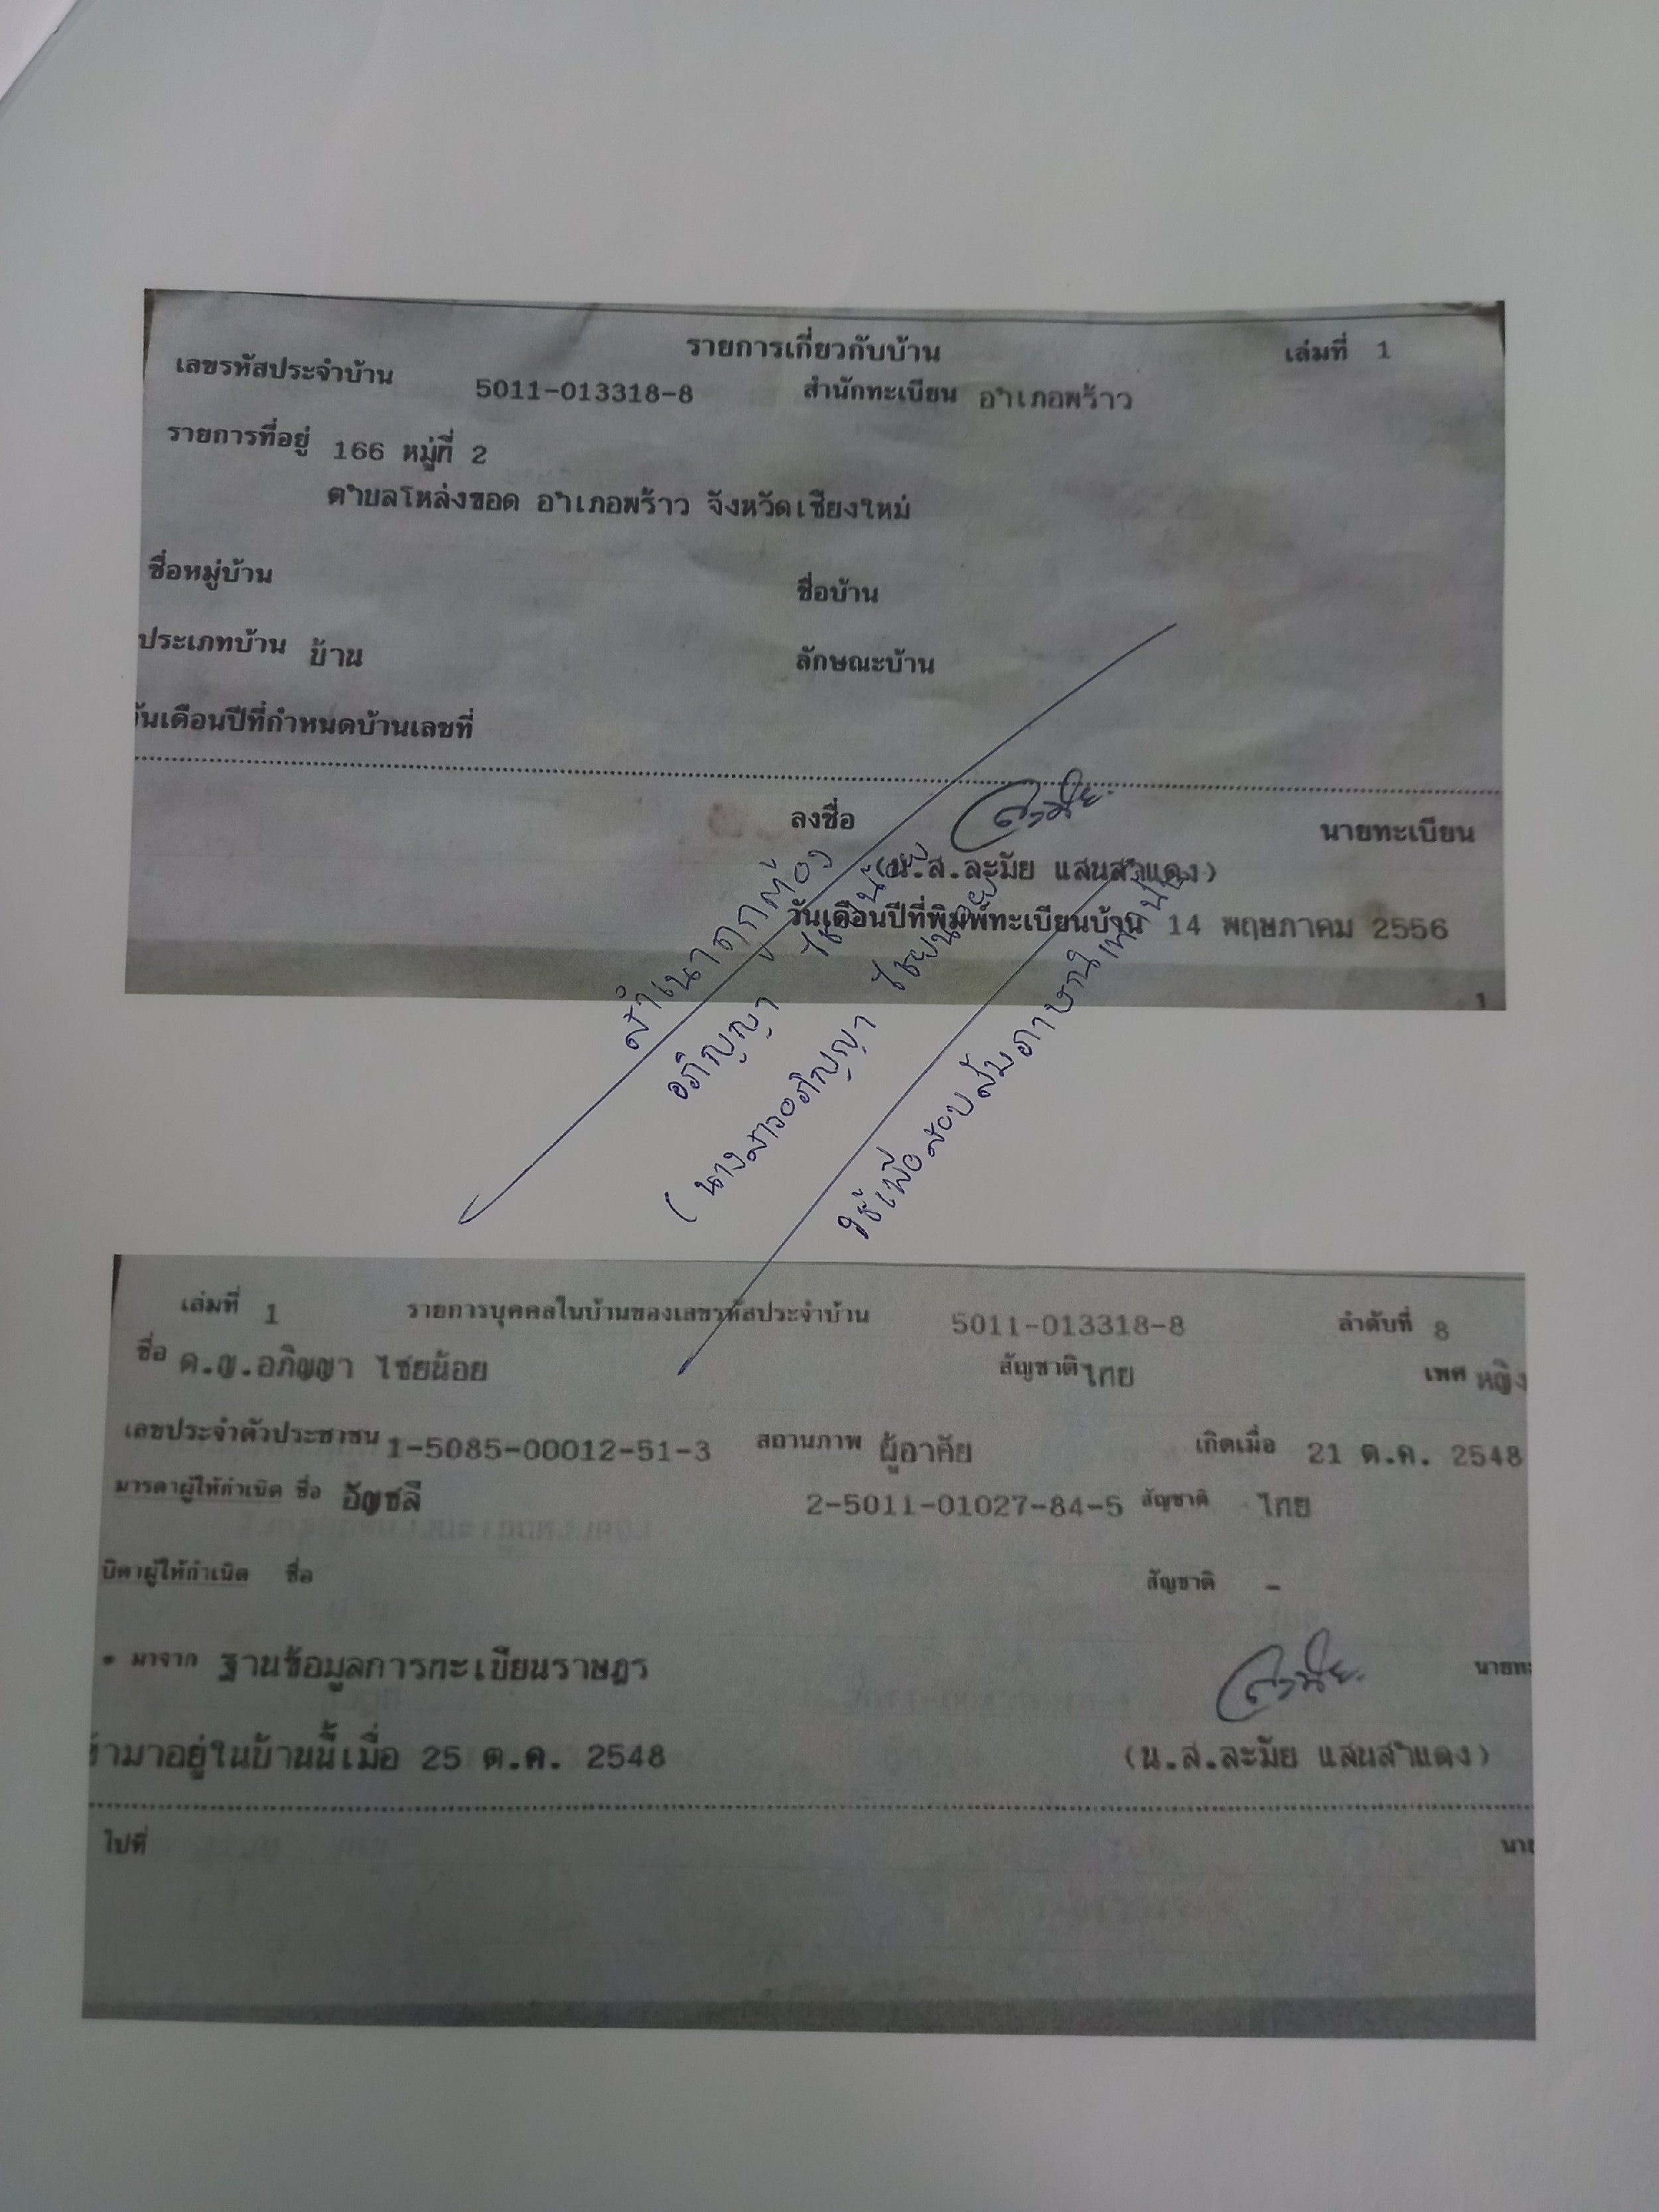 รายการเกี่ยวกับบ้าน เล่มที่ 1
เลขรหัสประจำบ้าน 5011-013318-8 สำนักทะเบียน อำเภอพร้าว
รายการที่อยู่ 166 หมู่ที่ 2
ตำบลโหล่งขอด อำเภอพร้าว จังหวัดเชียงใหม่
ชื่อหมู่บ้าน ชื่อบ้าน
ประเภทบ้าน บ้าน ลักษณะบ้าน
วันเดือนปีที่กำหนดบ้านเลขที่
ลงชื่อ นายทะเบียน
(น.ส.ละมัย แสนสำแดง)
วันเดือนปีที่พิมพ์ทะเบียนบ้าน 14 พฤษภาคม 2556
1
สำเนาถูกต้อง
อภิญญา ไชยน้อย
(นางสาวอภิญญา ไชยน้อย
ใช้เพื่อสอบสัมภาษณ์เท่านั้น
เล่มที่ 1 รายการบุคคลในบ้านของเลขรหัสประจำบ้าน 5011-013318-8 ลำดับที่ 8
ชื่อ ด.ญ.อภิญญา ไชยน้อย สัญชาติ ไทย เพศ หญิง
เลขประจำตัวประชาชน 1-5085-00012-51-3 สถานภาพ ผู้อาศัย เกิดเมื่อ 21 ต.ค. 2548
มารดาผู้ให้กำเนิด ชื่อ อัญชลี 2-5011-01027-84-5 สัญชาติ ไทย
บิดาผู้ให้กำเนิด ชื่อ สัญชาติ -
* มาจาก ฐานข้อมูลการทะเบียนราษฎร นายทะ
ข้ามาอยู่ในบ้านนี้เมื่อ 25 ต.ค. 2548 (น.ส.ละมัย แสนสำแดง)
ไปที่ นาย